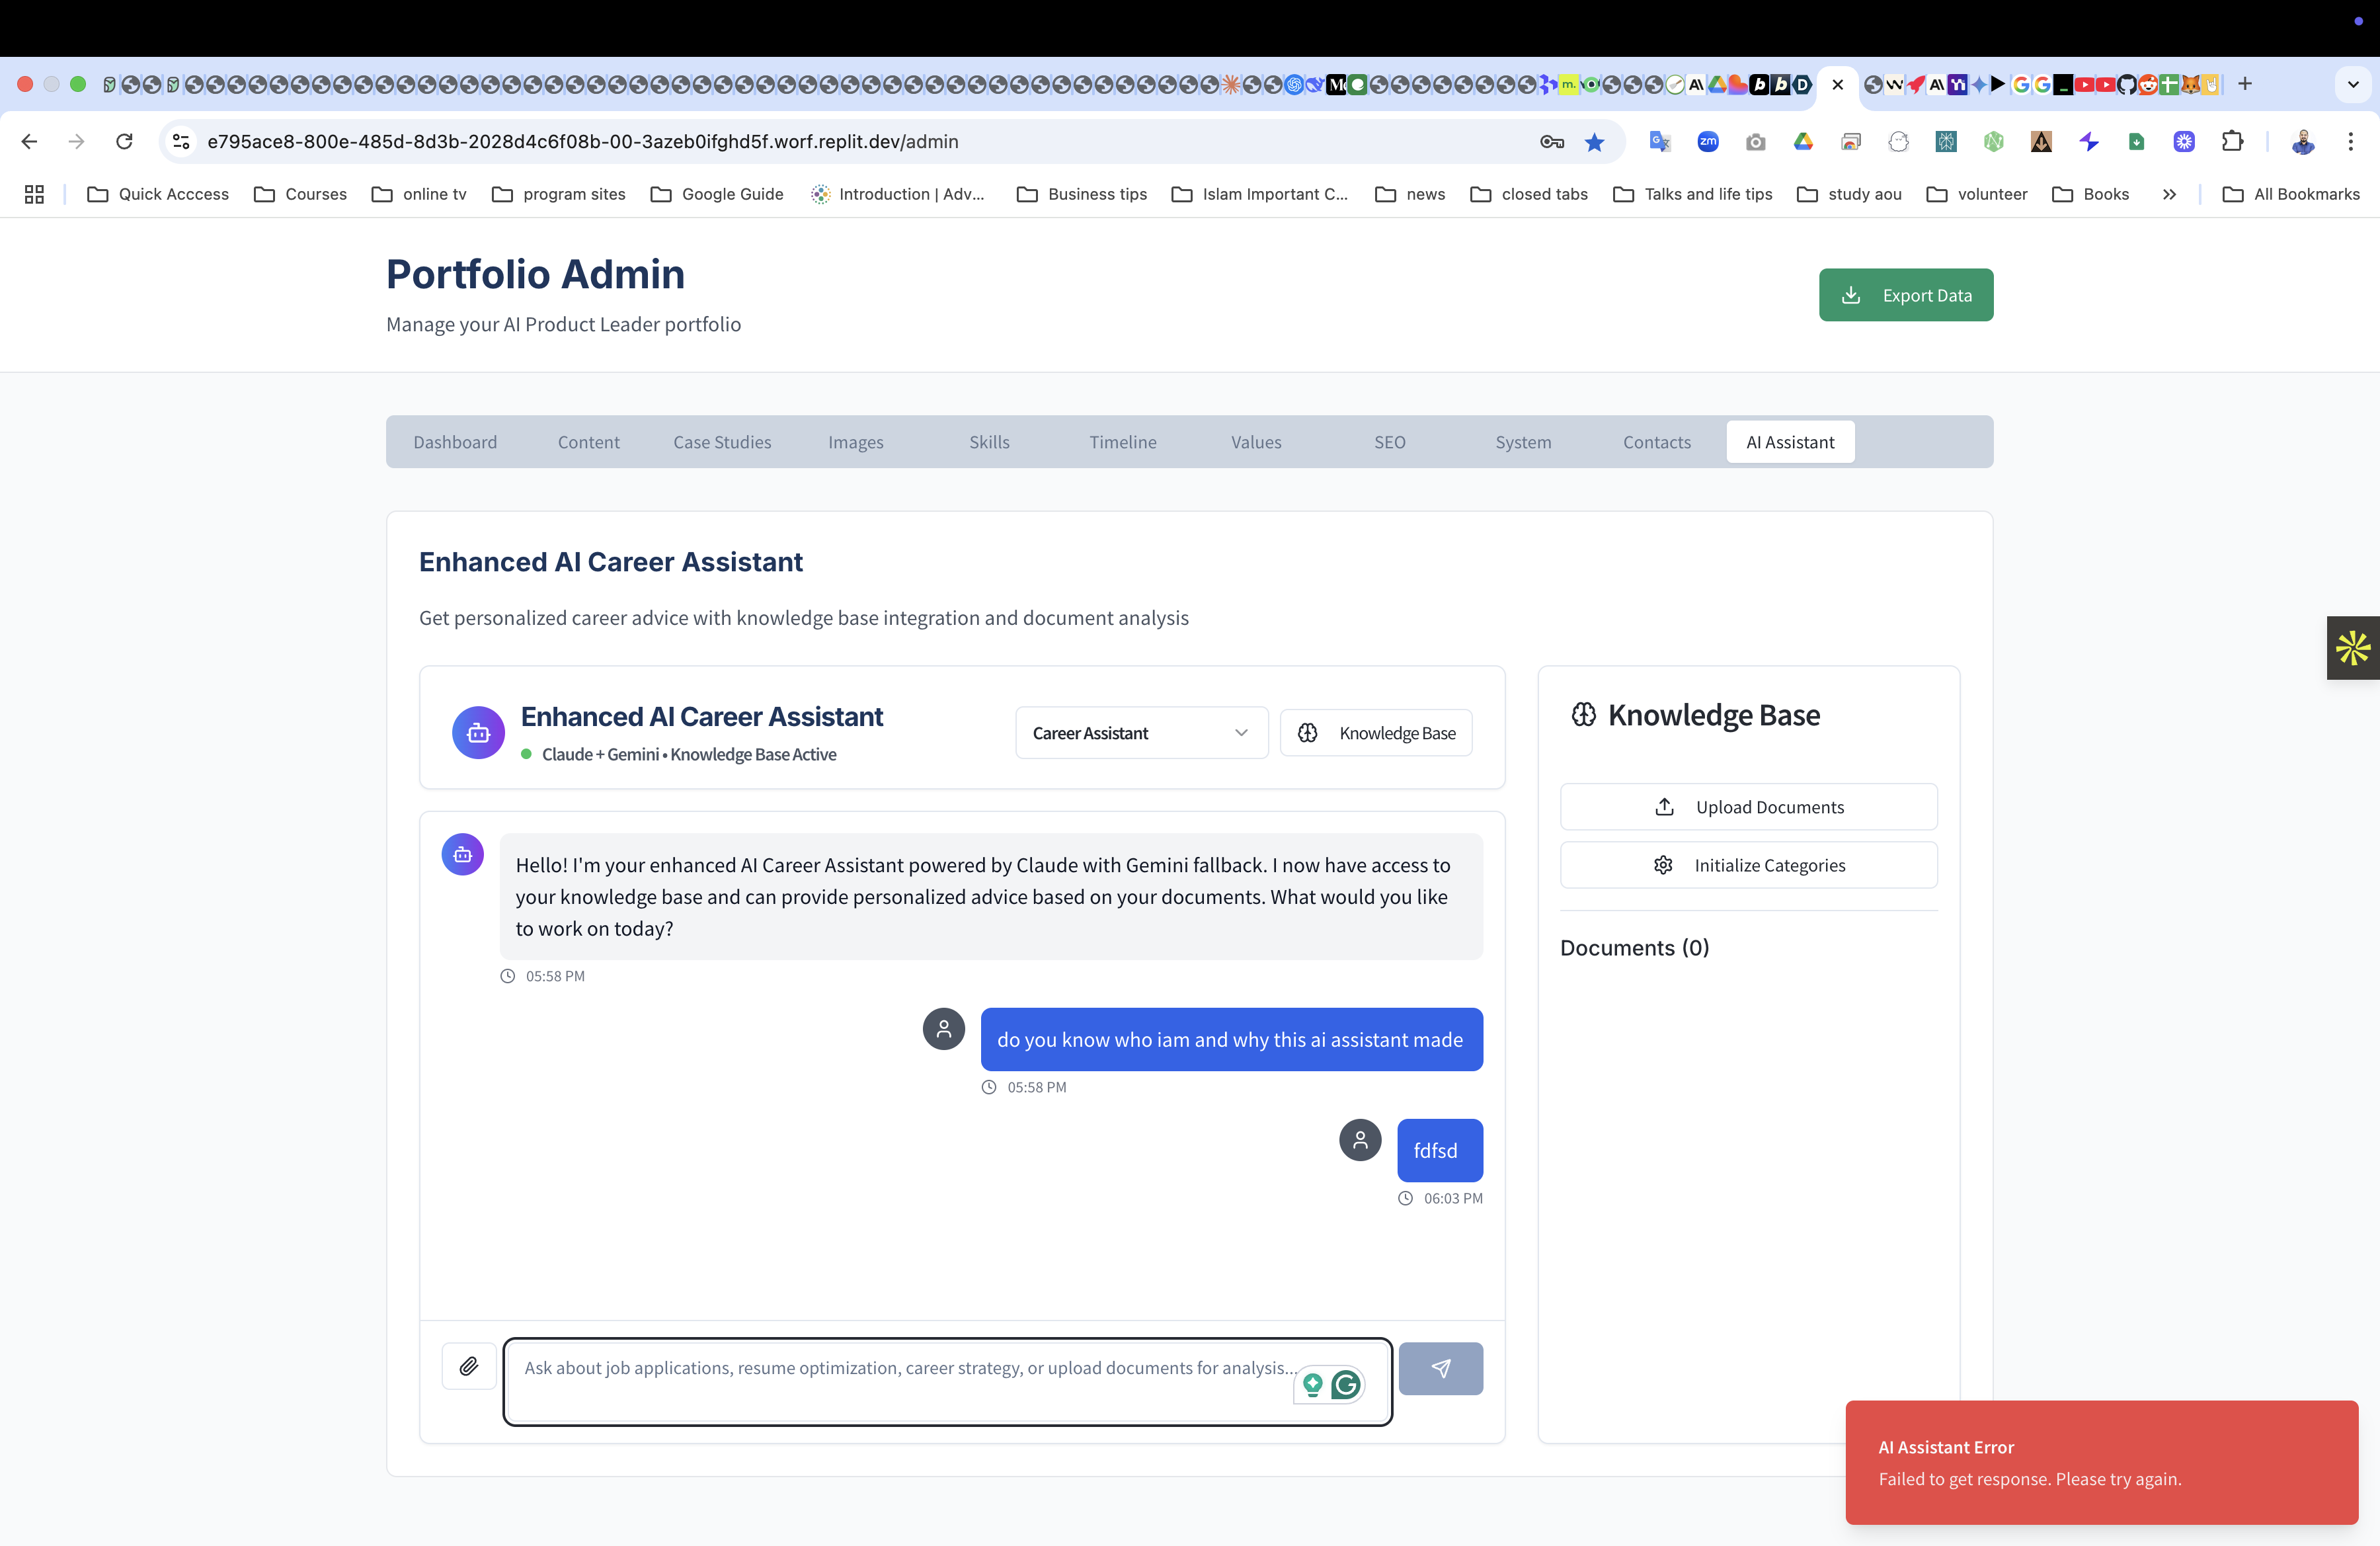 e795ace8-800e-485d-8d3b-2028d4c6f08b-00-3azeb0ifghd5f.worf.replit.dev/admin
Quick Acccess
Courses
online tv
program sites
Google Guide
Introduction | Adv...
Business tips
Islam Important C...
news
closed tabs
Talks and life tips
study aou
volunteer
Books
All Bookmarks
Portfolio Admin
Manage your AI Product Leader portfolio
Export Data
Dashboard
Content
Case Studies
Images
Skills
Timeline
Values
SEO
System
Contacts
AI Assistant
Enhanced AI Career Assistant
Get personalized career advice with knowledge base integration and document analysis
Enhanced AI Career Assistant
Claude + Gemini • Knowledge Base Active
Career Assistant
Knowledge Base
Hello! I'm your enhanced AI Career Assistant powered by Claude with Gemini fallback. I now have access to
your knowledge base and can provide personalized advice based on your documents. What would you like
to work on today?
05:58 PM
do you know who iam and why this ai assistant made
05:58 PM
fdfsd
06:03 PM
Ask about job applications, resume optimization, career strategy, or upload documents for analysis...
Knowledge Base
Upload Documents
Initialize Categories
Documents (0)
AI Assistant Error
Failed to get response. Please try again.